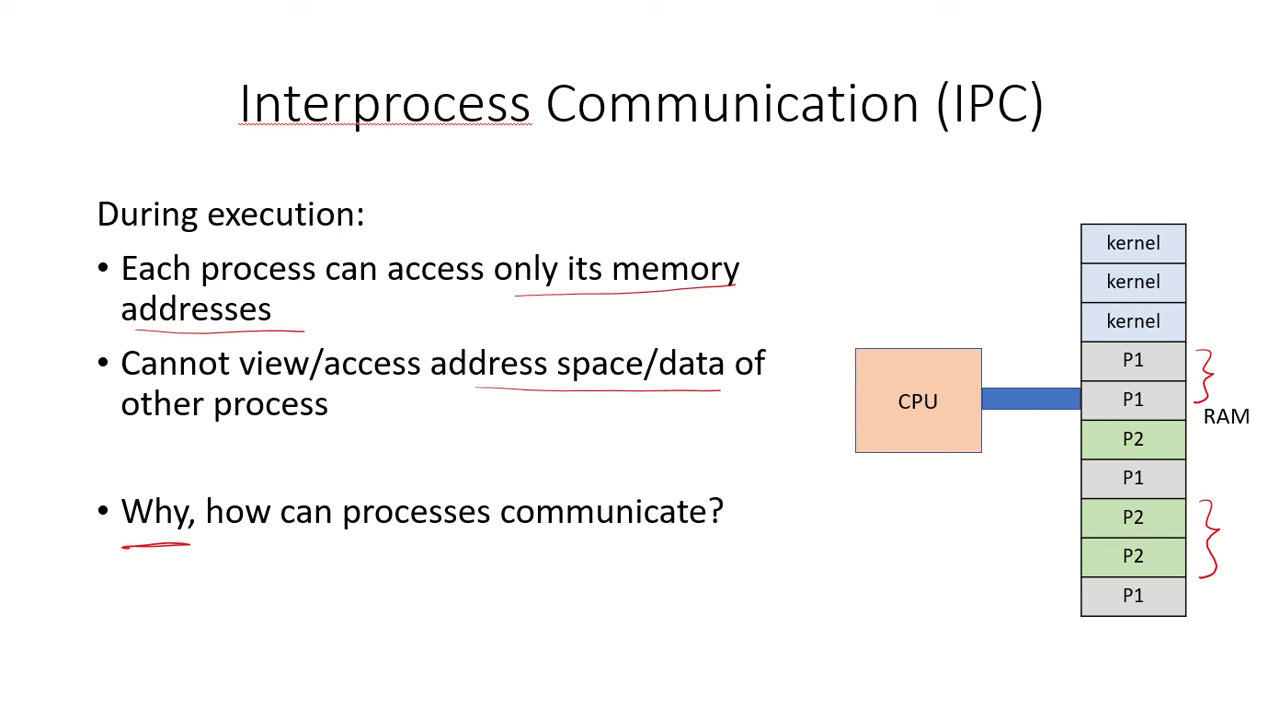 Interprocess Communication (IPC)
During execution:
• Each process can access only its memory
addresses
• Cannot view/access address space/data of
other process
• Why, how can processes communicate?
CPU
kernel
kernel
kernel
P1
P1
RAM
P2
P1
P2
P2
P1